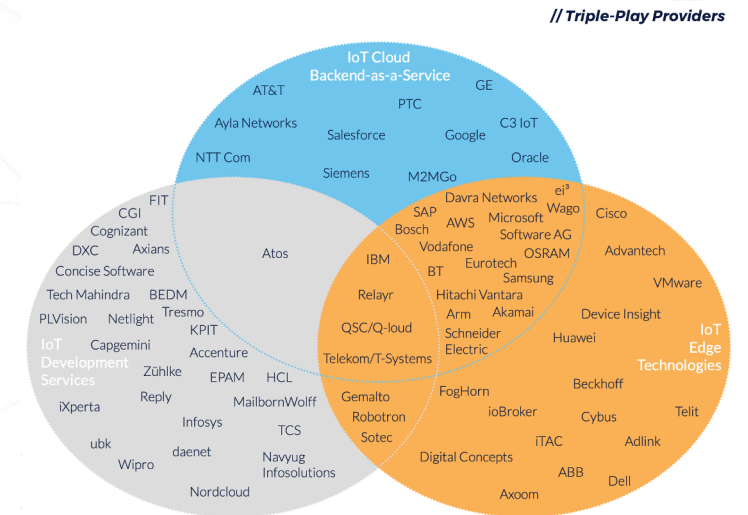 // Triple-Play Providers
IoT Cloud
Backend-as-a-Service
AT&T
GE
PTC
Ayla Networks
Salesforce
Google
C3 IoT
NTT Com
Siemens
M2MGo
Oracle
FIT
CGI
Cognizant
DXC
Axians
Concise Software
Tech Mahindra
BEDM
Tresmo
PLVision
Netlight
KPIT
IoT
Development
Services
Capgemini
Accenture
Zühlke
EPAM
HCL
iXperta
Reply
MailbornWolff
Infosys
TCS
ubk
daenet
Wipro
Navyug
Infosolutions
Nordcloud
Atos
IBM
Relayr
QSC/Q-loud
Telekom/T-Systems
Gemalto
Robotron
Sotec
Davra Networks
ei³
Wago
SAP
AWS
Microsoft
Bosch
Software AG
Vodafone
OSRAM
BT
Eurotech
Samsung
Hitachi Vantara
Arm
Akamai
Schneider
Electric
Cisco
Advantech
VMware
Device Insight
Huawei
IoT
Edge
Technologies
Beckhoff
FogHorn
ioBroker
Cybus
Telit
iTAC
Adlink
Digital Concepts
ABB
Dell
Axoom